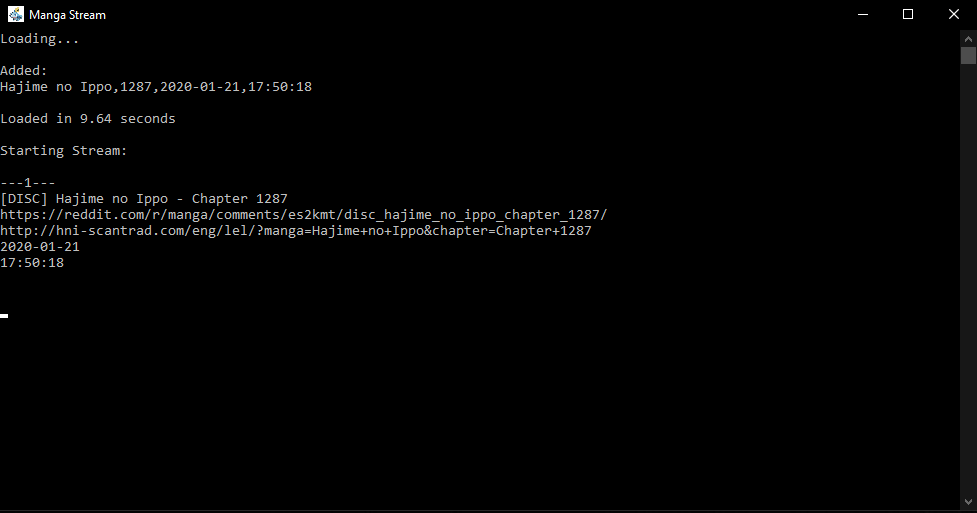 Manga Stream
Loading...
Added:
Hajime no Ippo,1287,2020-01-21,17:50:18
Loaded in 9.64 seconds
Starting Stream:
---1---
[DISC] Hajime no Ippo - Chapter 1287
https://reddit.com/r/manga/comments/es2kmt/disc_hajime_no_ippo_chapter_1287/
http://hni-scantrad.com/eng/lel/?manga=Hajime+no+Ippo&chapter=Chapter+1287
2020-01-21
17:50:18